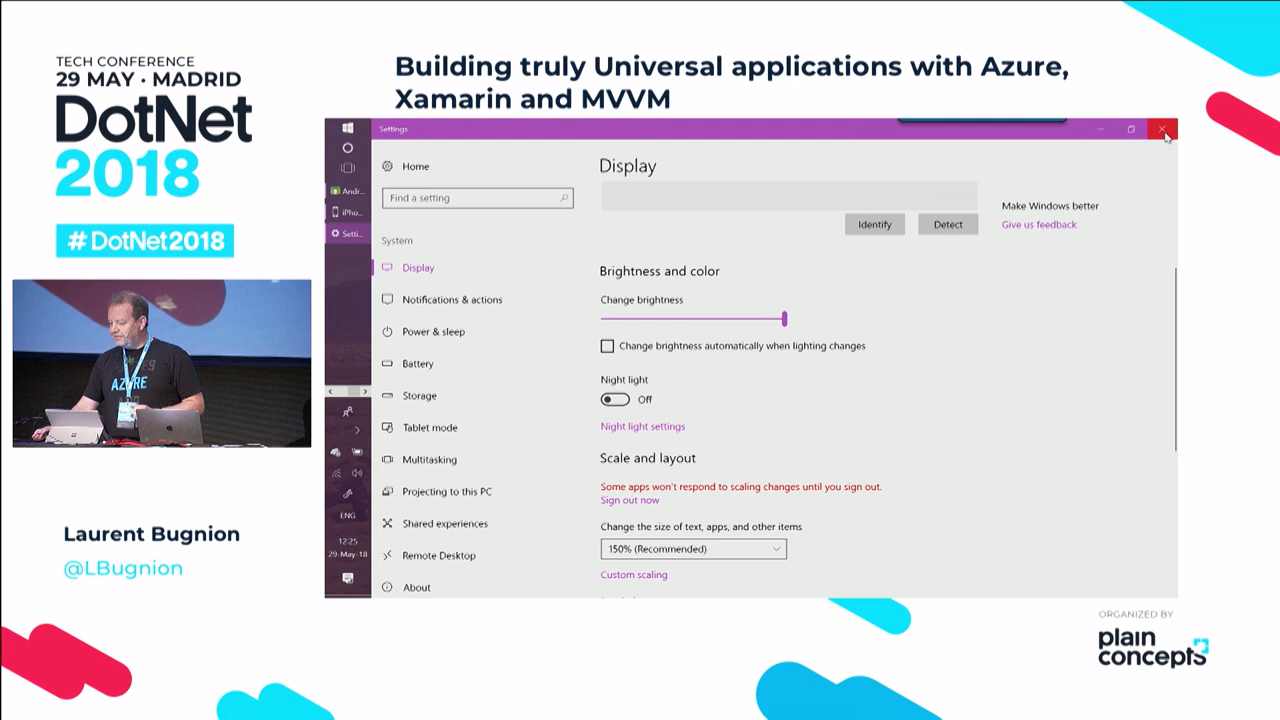 TECH CONFERENCE
29 MAY · MADRID
DotNet
2018
#DotNet2018
Building truly Universal applications with Azure,
Xamarin and MVVM
Settings
Andr...
iPho...
Setti...
ENG
12:25
29-May-18
Home
Find a setting
System
Display
Notifications & actions
Power & sleep
Battery
Storage
Tablet mode
Multitasking
Projecting to this PC
Shared experiences
Remote Desktop
About
Display
Identify
Detect
Brightness and color
Change brightness
Change brightness automatically when lighting changes
Night light
Off
Night light settings
Scale and layout
Some apps won't respond to scaling changes until you sign out.
Sign out now
Change the size of text, apps, and other items
150% (Recommended)
Custom scaling
Make Windows better
Give us feedback
AZURE
Laurent Bugnion
@LBugnion
ORGANIZED BY
plain
concepts